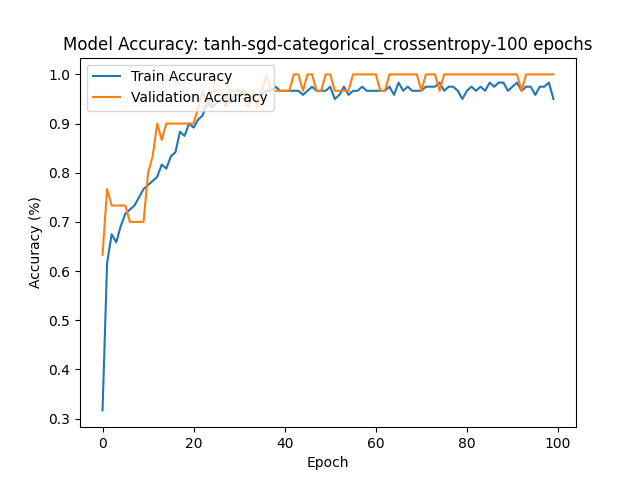 Model Accuracy: tanh-sgd-categorical_crossentropy-100 epochs
Train Accuracy
Validation Accuracy
1.0
0.9
0.8
0.7
0.6
0.5
0.4
0.3
Accuracy (%)
0 20 40 60 80 100
Epoch